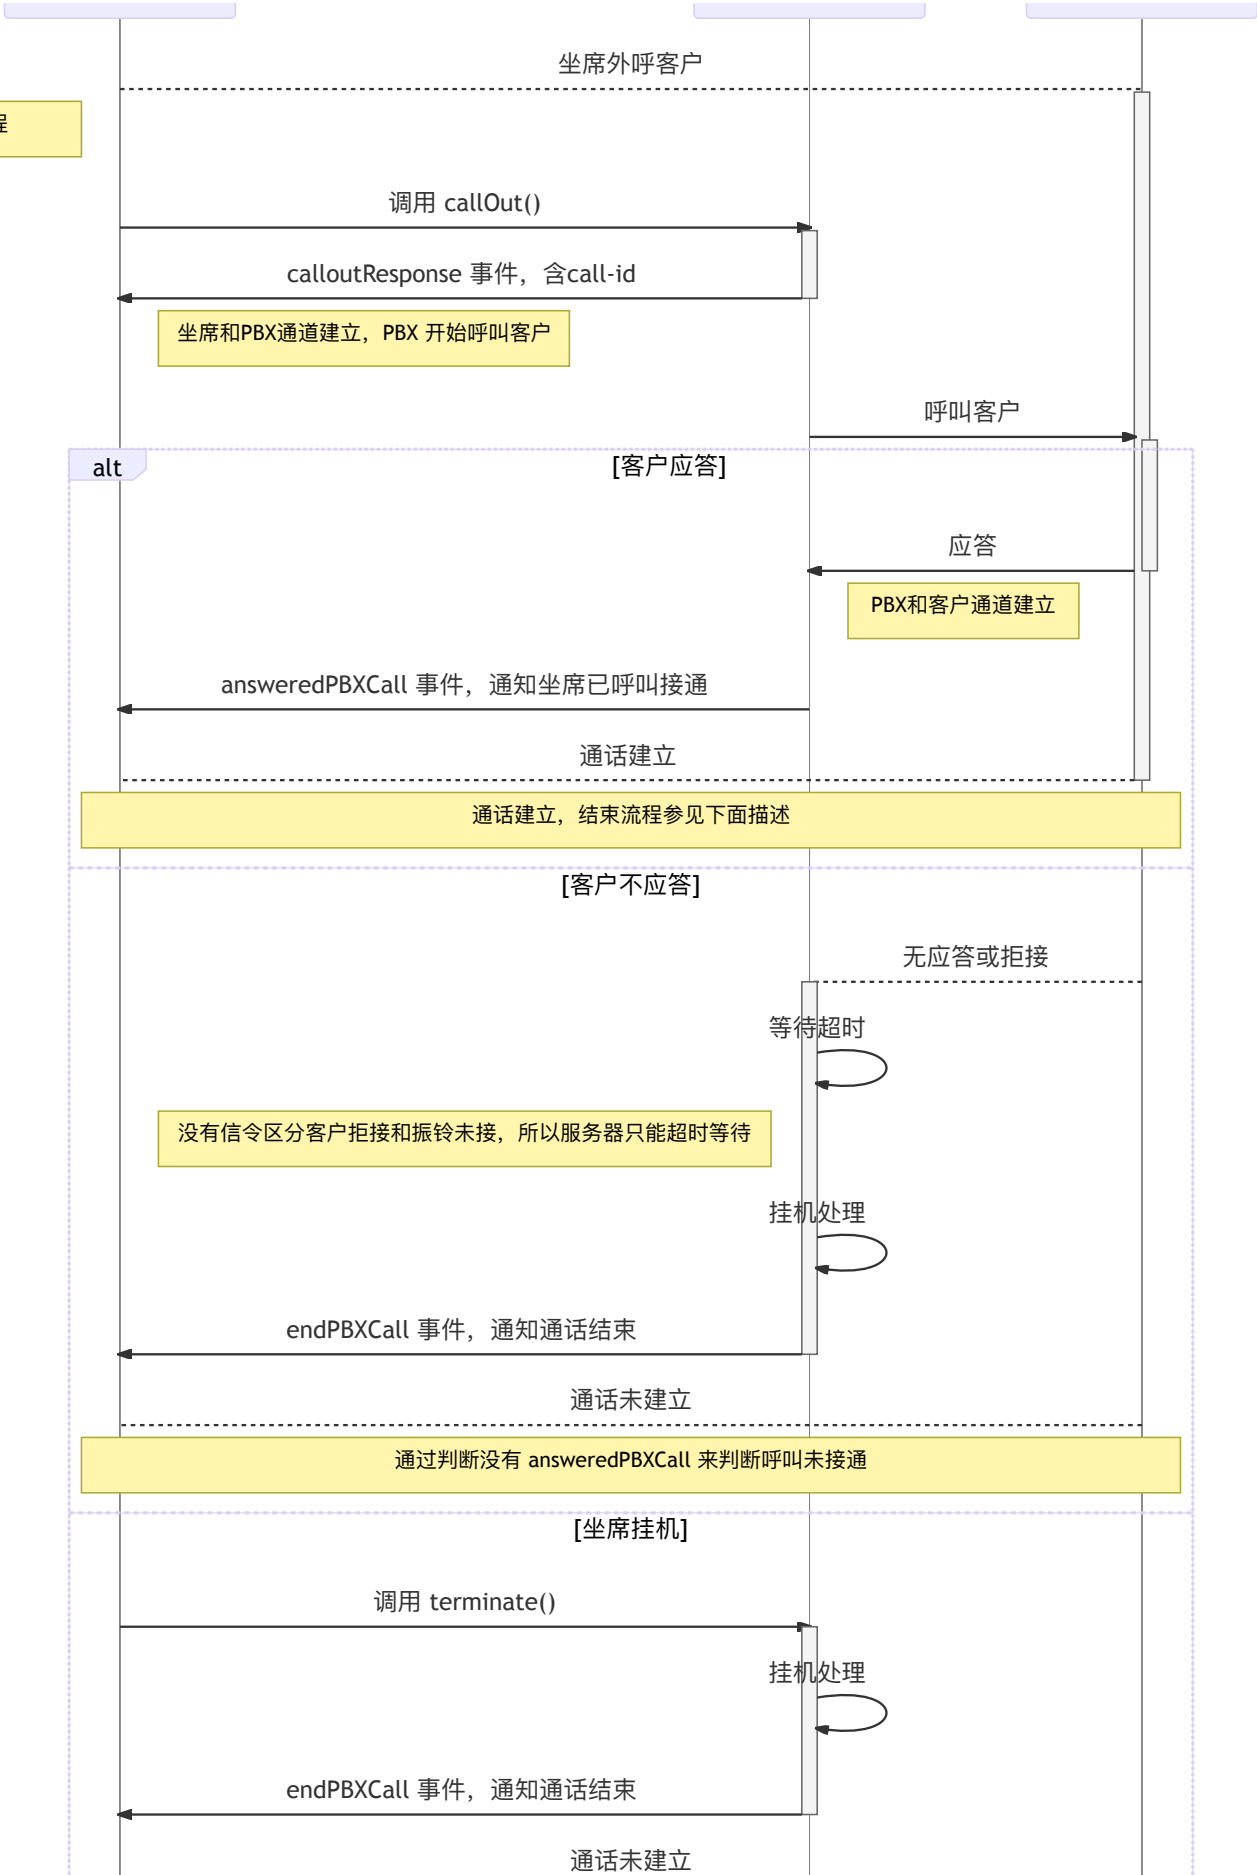 坐席外呼客户
程
调用 callOut()
calloutResponse 事件，含call-id
坐席和PBX通道建立，PBX 开始呼叫客户
呼叫客户
alt
[客户应答]
应答
PBX和客户通道建立
answeredPBXCall 事件，通知坐席已呼叫接通
通话建立
通话建立，结束流程参见下面描述
[客户不应答]
无应答或拒接
等待超时
没有信令区分客户拒接和振铃未接，所以服务器只能超时等待
挂机处理
endPBXCall 事件，通知通话结束
通话未建立
通过判断没有 answeredPBXCall 来判断呼叫未接通
[坐席挂机]
调用 terminate()
挂机处理
endPBXCall 事件，通知通话结束
通话未建立